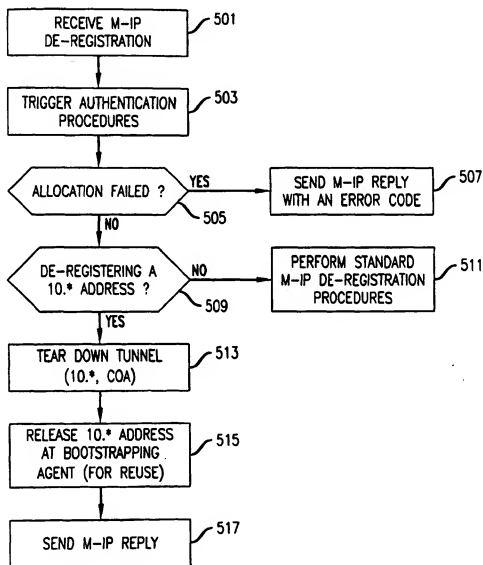 RECEIVE M-IP
DE-REGISTRATION
501
TRIGGER AUTHENTICATION
PROCEDURES
503
ALLOCATION FAILED ?
505
YES
SEND M-IP REPLY
WITH AN ERROR CODE
507
NO
DE-REGISTERING A
10.* ADDRESS ?
509
NO
PERFORM STANDARD
M-IP DE-REGISTRATION
PROCEDURES
511
YES
TEAR DOWN TUNNEL
(10.*, COA)
513
RELEASE 10.* ADDRESS
AT BOOTSTRAPPING
AGENT (FOR REUSE)
515
SEND M-IP REPLY
517